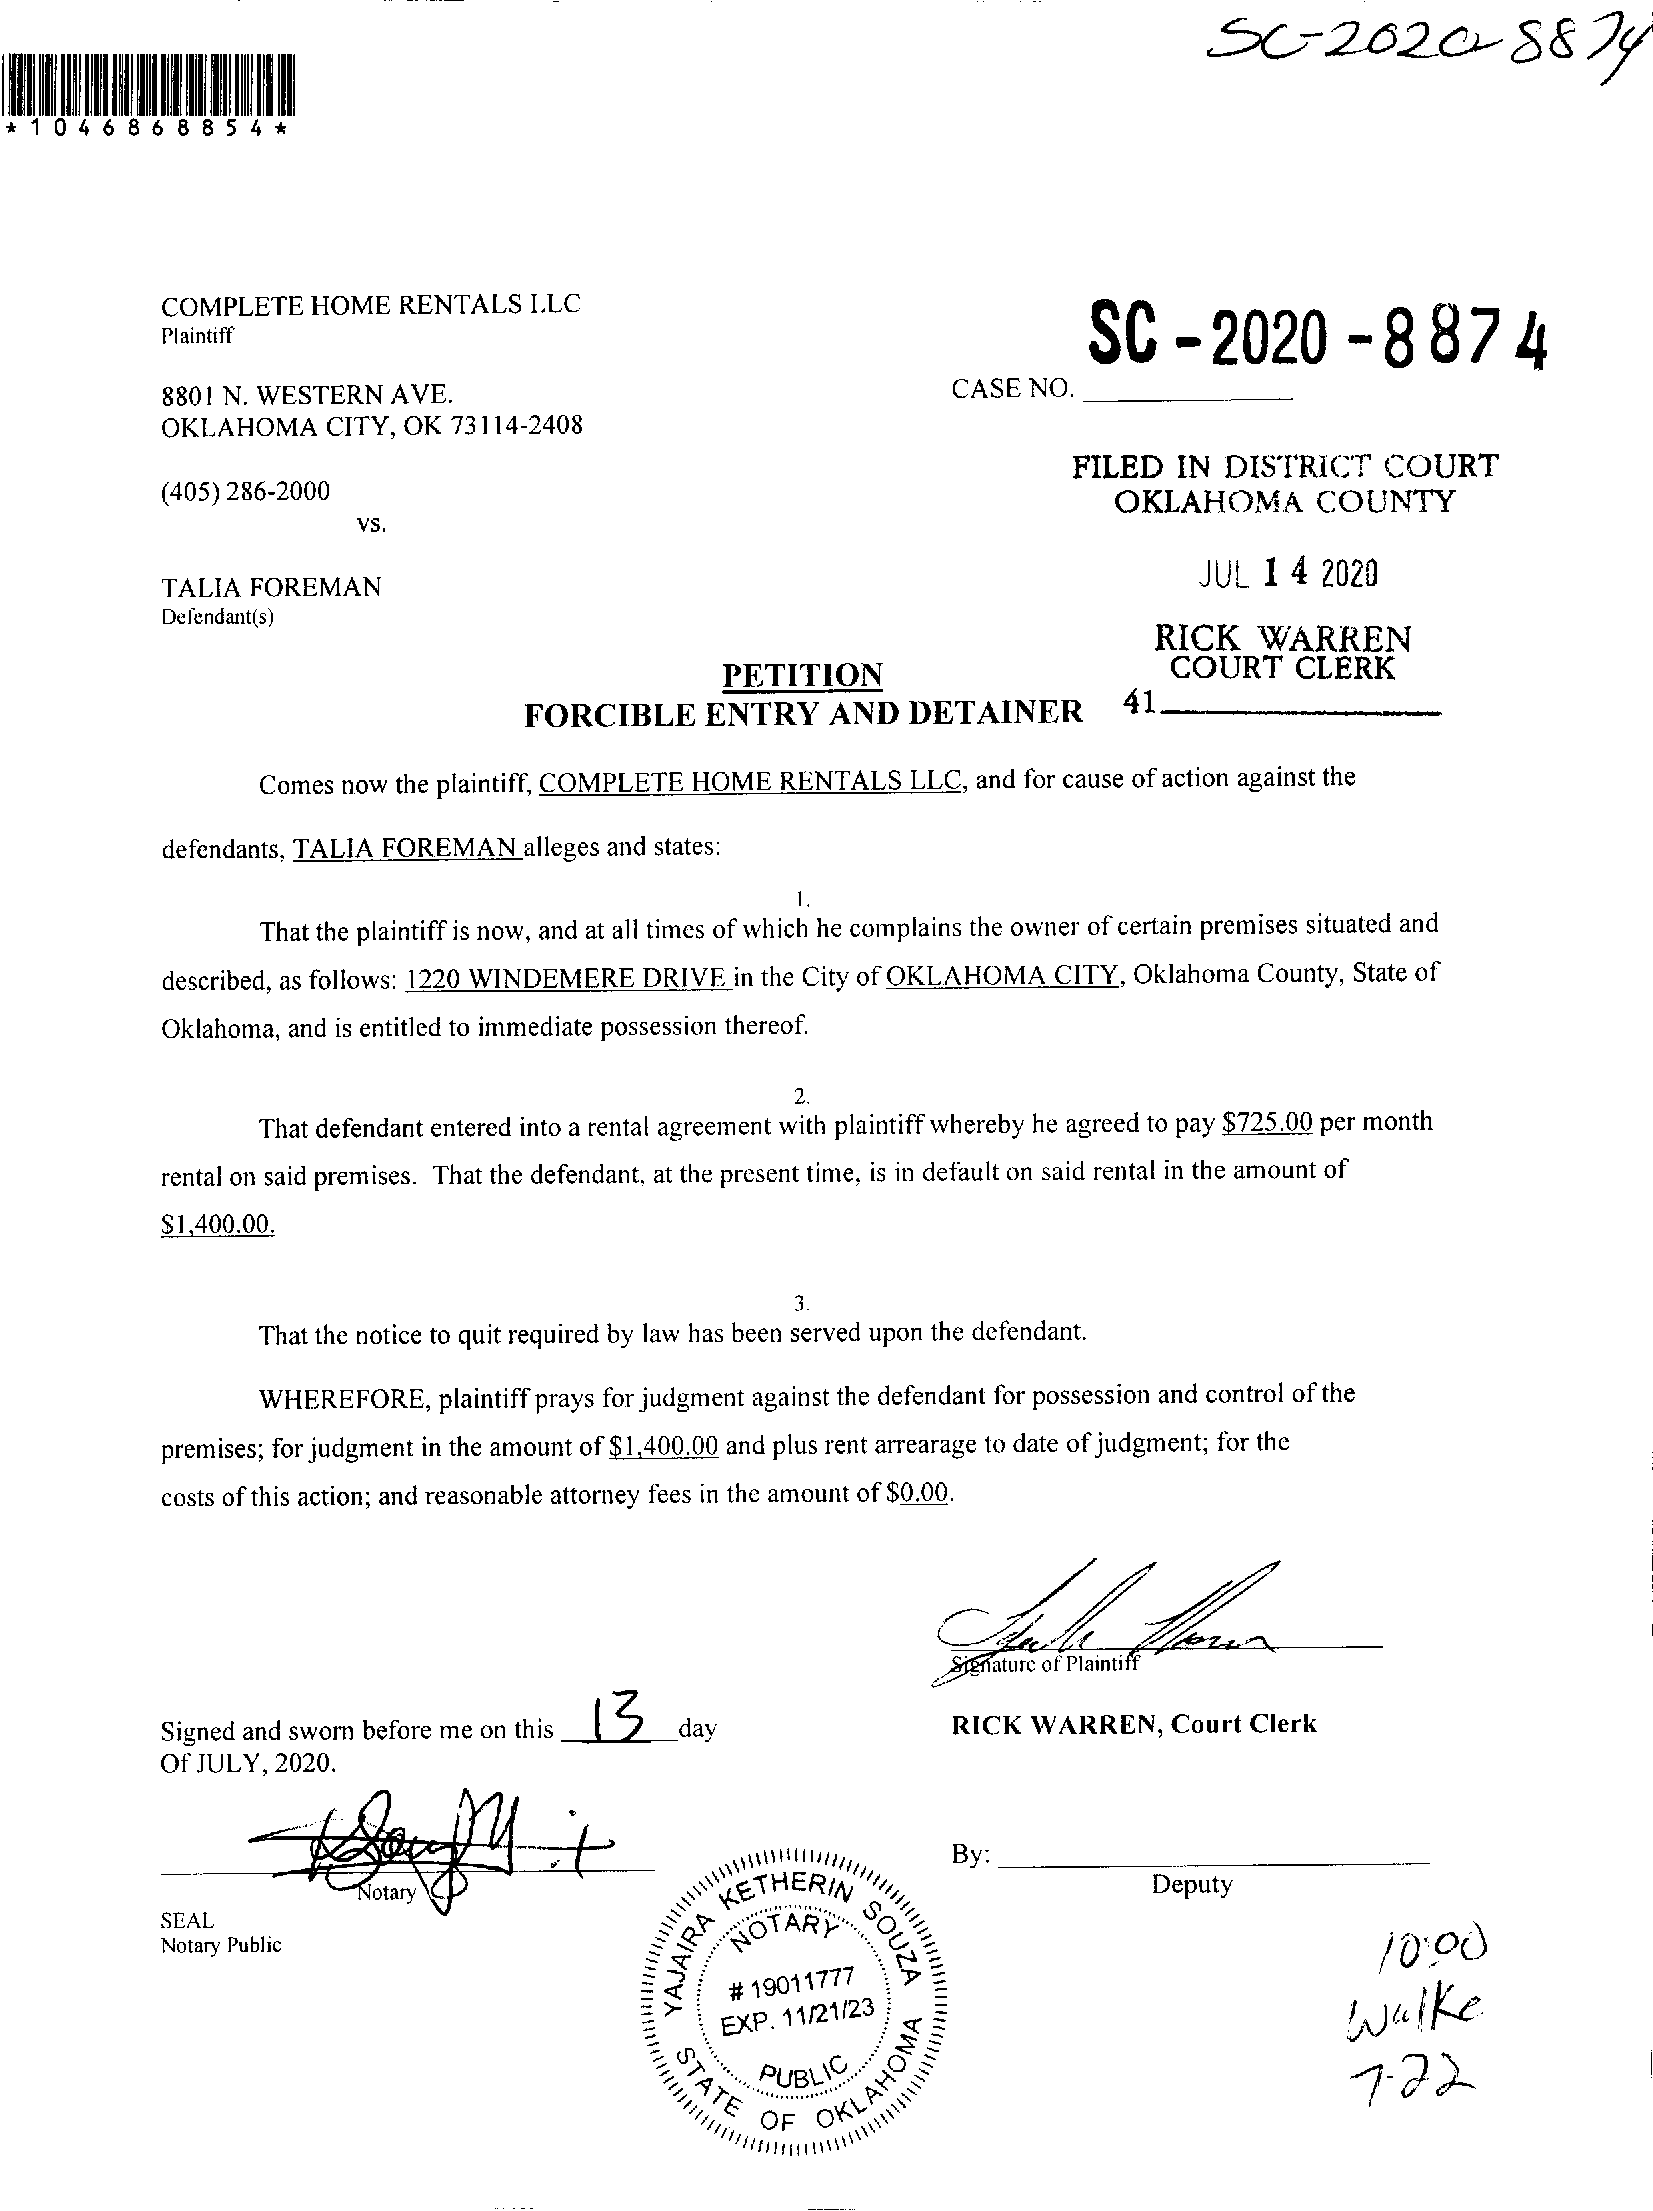 SC-2020-8874
*1046868854*
COMPLETE HOME RENTALS LLC
Plaintiff
SC-2020-8874
8801 N. WESTERN AVE.
CASE NO.
OKLAHOMA CITY, OK 73114-2408
FILED IN DISTRICT COURT
OKLAHOMA COUNTY
(405) 286-2000
vs.
JUL 14 2020
TALIA FOREMAN
Defendant(s)
RICK WARREN
COURT CLERK
41
PETITION
FORCIBLE ENTRY AND DETAINER
Comes now the plaintiff, COMPLETE HOME RENTALS LLC, and for cause of action against the
defendants, TALIA FOREMAN alleges and states:
1.
That the plaintiff is now, and at all times of which he complains the owner of certain premises situated and
described, as follows: 1220 WINDEMERE DRIVE in the City of OKLAHOMA CITY, Oklahoma County, State of
Oklahoma, and is entitled to immediate possession thereof.
2.
That defendant entered into a rental agreement with plaintiff whereby he agreed to pay $725.00 per month
rental on said premises. That the defendant, at the present time, is in default on said rental in the amount of
$1,400.00.
3.
That the notice to quit required by law has been served upon the defendant.
WHEREFORE, plaintiff prays for judgment against the defendant for possession and control of the
premises; for judgment in the amount of $1,400.00 and plus rent arrearage to date of judgment; for the
costs of this action; and reasonable attorney fees in the amount of $0.00.
Signature of Plaintiff
Signed and sworn before me on this 13 day
Of JULY, 2020.
RICK WARREN, Court Clerk
Notary
By:
Deputy
SEAL
Notary Public
YAJAIRA KETHERIN SOUZA
NOTARY
# 19011777
EXP. 11/21/23
PUBLIC
STATE OF OKLAHOMA
10:00
Walke
7-22